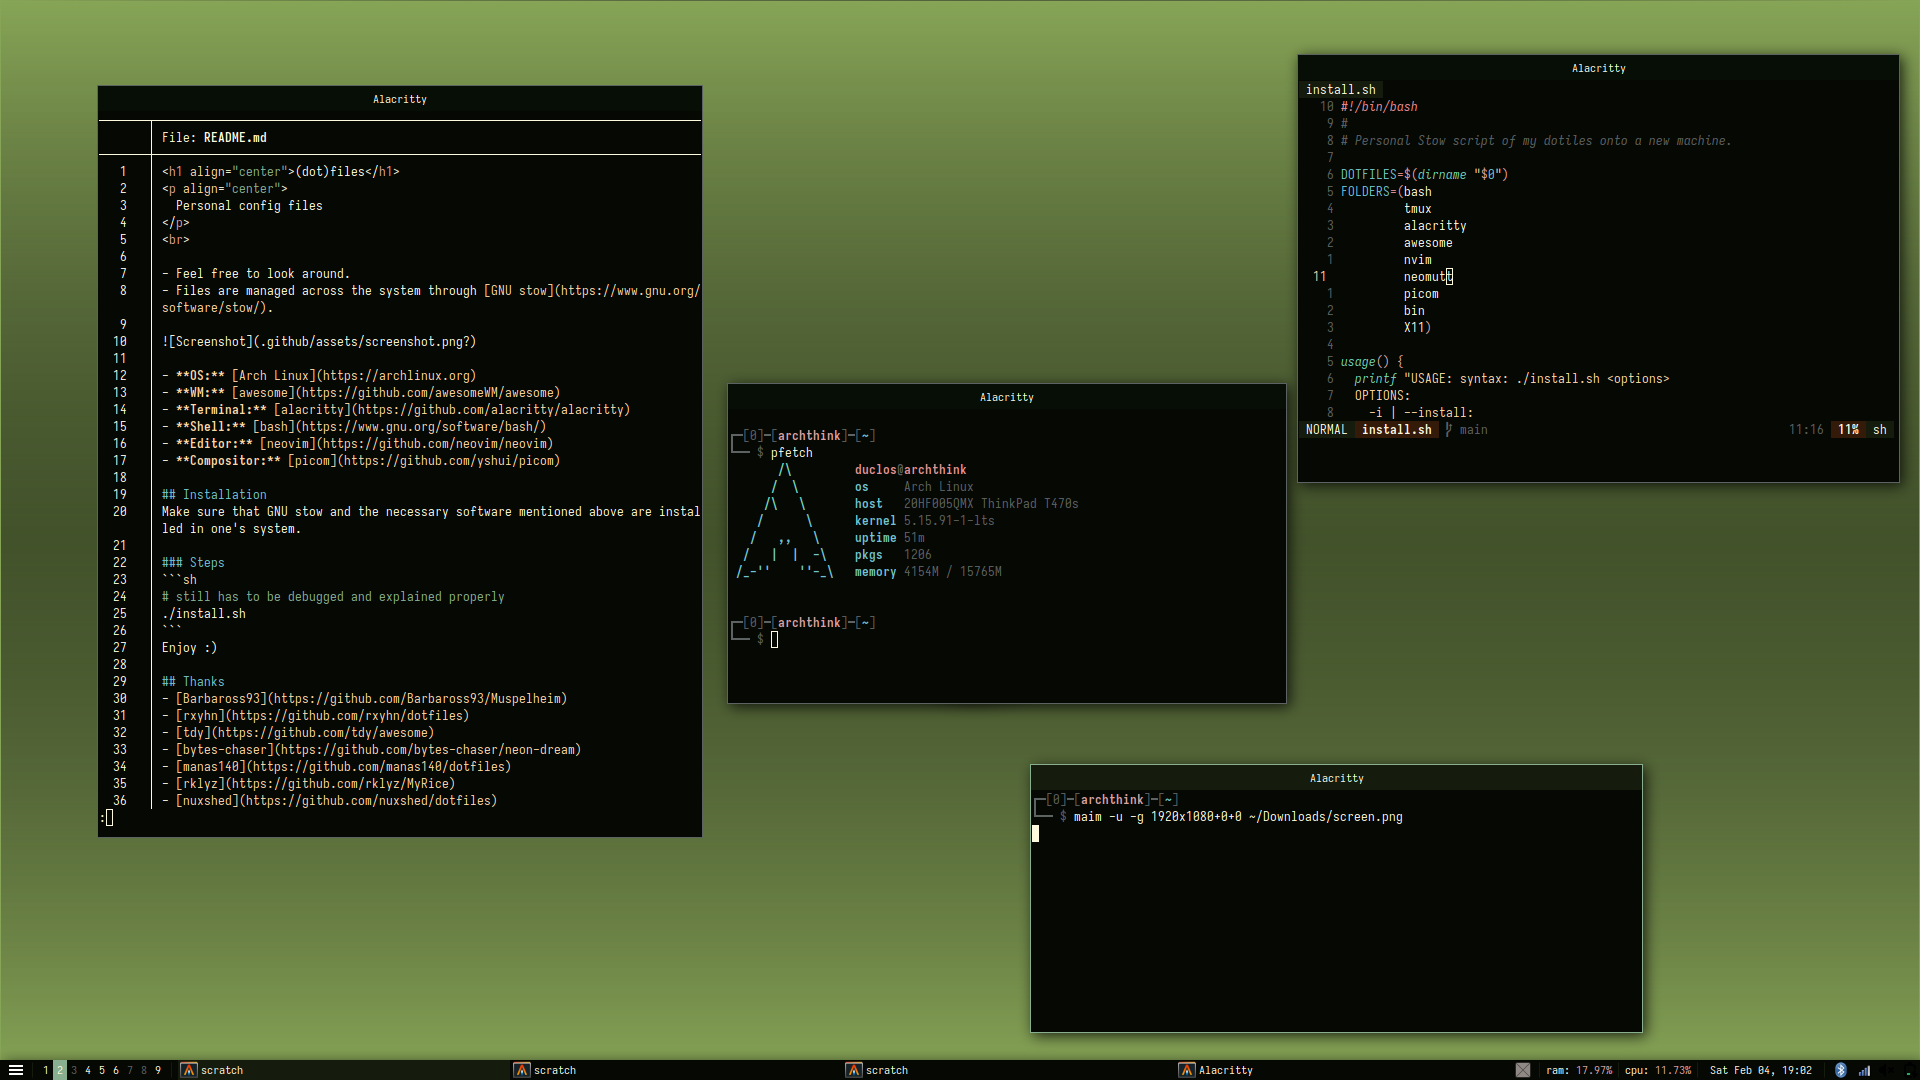 Alacritty
File: README.md
1 <h1 align="center">(dot)files</h1>
2 <p align="center">
3 Personal config files
4 </p>
5 <br>
6
7 - Feel free to look around.
8 - Files are managed across the system through [GNU stow](https://www.gnu.org/
software/stow/).
9
10 ![Screenshot](.github/assets/screenshot.png?)
11
12 - **OS:** [Arch Linux](https://archlinux.org)
13 - **WM:** [awesome](https://github.com/awesomeWM/awesome)
14 - **Terminal:** [alacritty](https://github.com/alacritty/alacritty)
15 - **Shell:** [bash](https://www.gnu.org/software/bash/)
16 - **Editor:** [neovim](https://github.com/neovim/neovim)
17 - **Compositor:** [picom](https://github.com/yshui/picom)
18
19 ## Installation
20 Make sure that GNU stow and the necessary software mentioned above are instal
led in one's system.
21
22 ### Steps
23 ```sh
24 # still has to be debugged and explained properly
25 ./install.sh
26 ```
27 Enjoy :)
28
29 ## Thanks
30 - [Barbaross93](https://github.com/Barbaross93/Muspelheim)
31 - [rxyhn](https://github.com/rxyhn/dotfiles)
32 - [tdy](https://github.com/tdy/awesome)
33 - [bytes-chaser](https://github.com/bytes-chaser/neon-dream)
34 - [manas140](https://github.com/manas140/dotfiles)
35 - [rklyz](https://github.com/rklyz/MyRice)
36 - [nuxshed](https://github.com/nuxshed/dotfiles)
:
Alacritty
┌─[0]─[archthink]─[~]
└── $ pfetch
/\ duclos@archthink
/ \ os Arch Linux
/\ \ host 20HF005QMX ThinkPad T470s
/ \ kernel 5.15.91-1-lts
/ ,, \ uptime 51m
/ | | -\ pkgs 1206
/_-'' ''-_\ memory 4154M / 15765M
┌─[0]─[archthink]─[~]
└── $
Alacritty
install.sh
10 #!/bin/bash
9 #
8 # Personal Stow script of my dotiles onto a new machine.
7
6 DOTFILES=$(dirname "$0")
5 FOLDERS=(bash
4 tmux
3 alacritty
2 awesome
1 nvim
11 neomutt
1 picom
2 bin
3 X11)
4
5 usage() {
6 printf "USAGE: syntax: ./install.sh <options>
7 OPTIONS:
8 -i | --install:
NORMAL install.sh main 11:16 11% sh
Alacritty
┌─[0]─[archthink]─[~]
└── $ maim -u -g 1920x1080+0+0 ~/Downloads/screen.png
1 2 3 4 5 6 7 8 9 scratch scratch scratch Alacritty ram: 17.97% cpu: 11.73% Sat Feb 04, 19:02